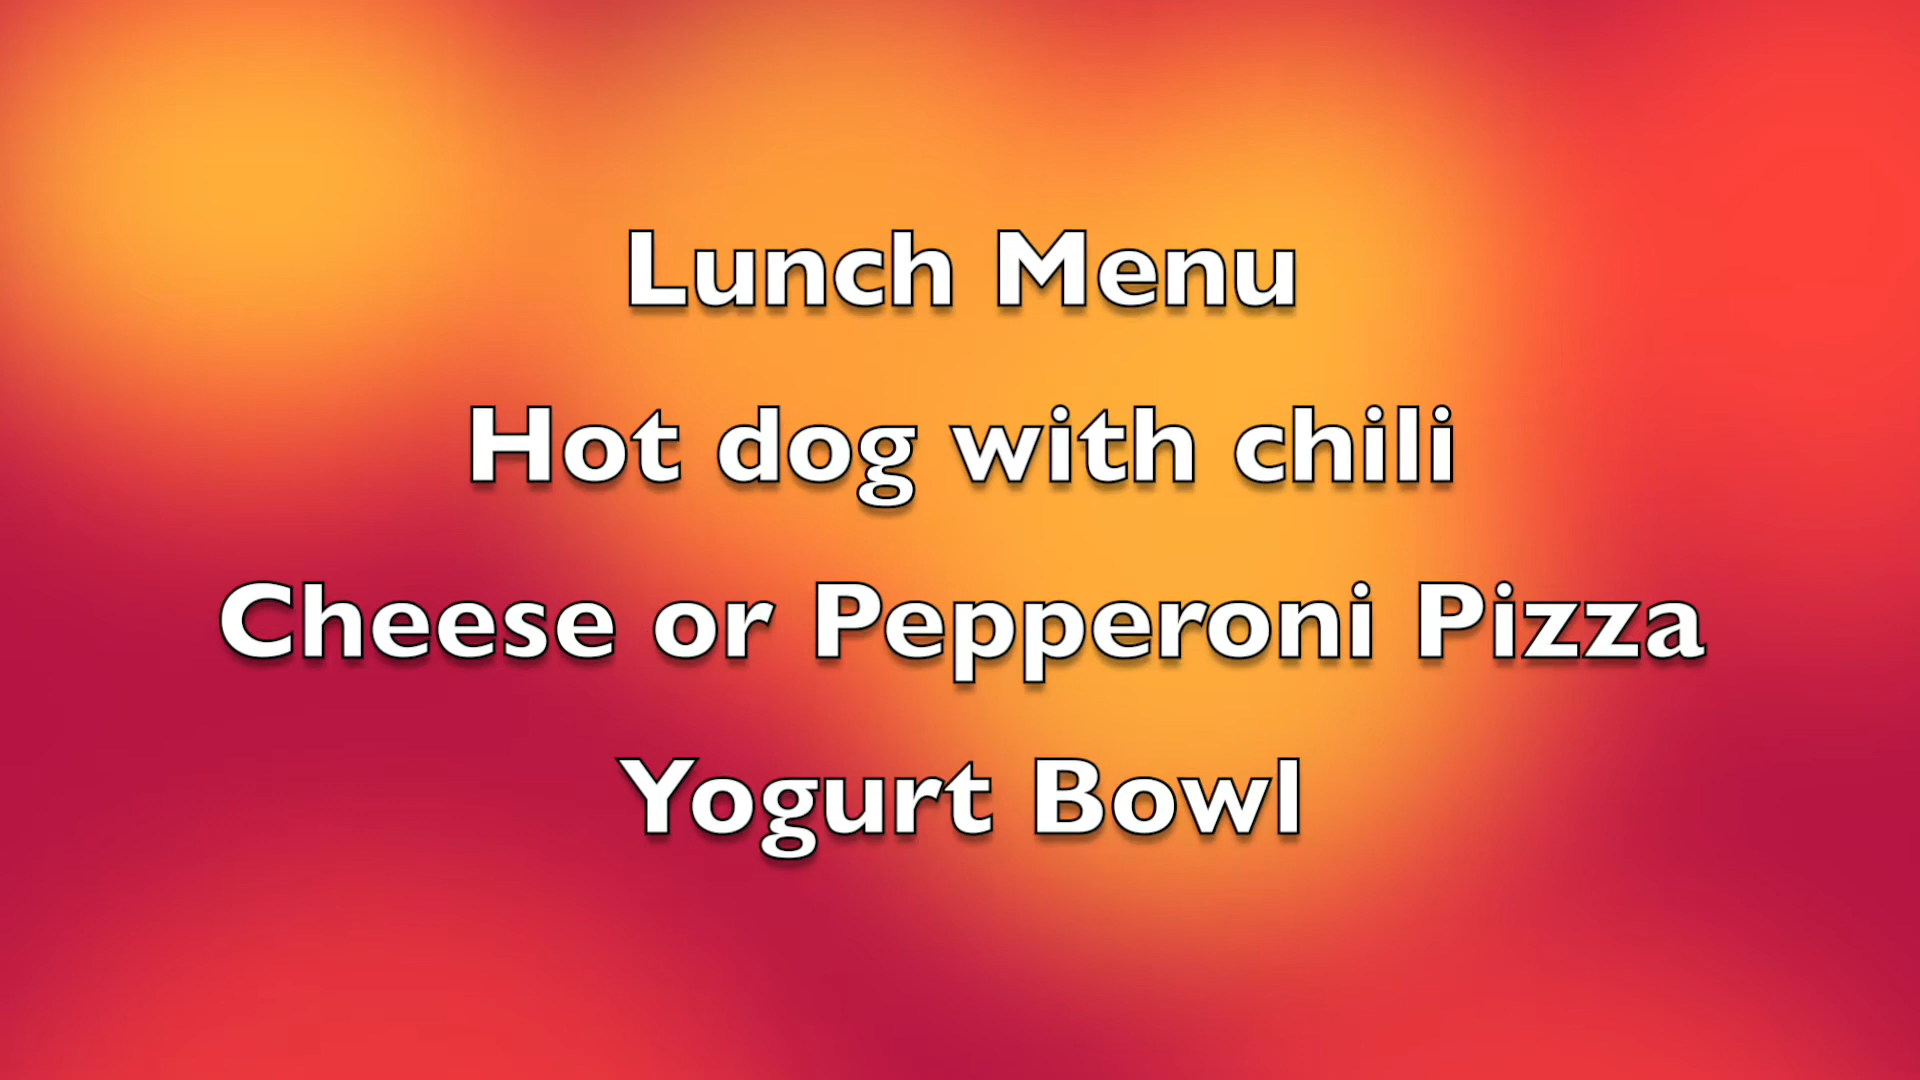 Lunch Menu
Hot dog with chili
Cheese or Pepperoni Pizza
Yogurt Bowl